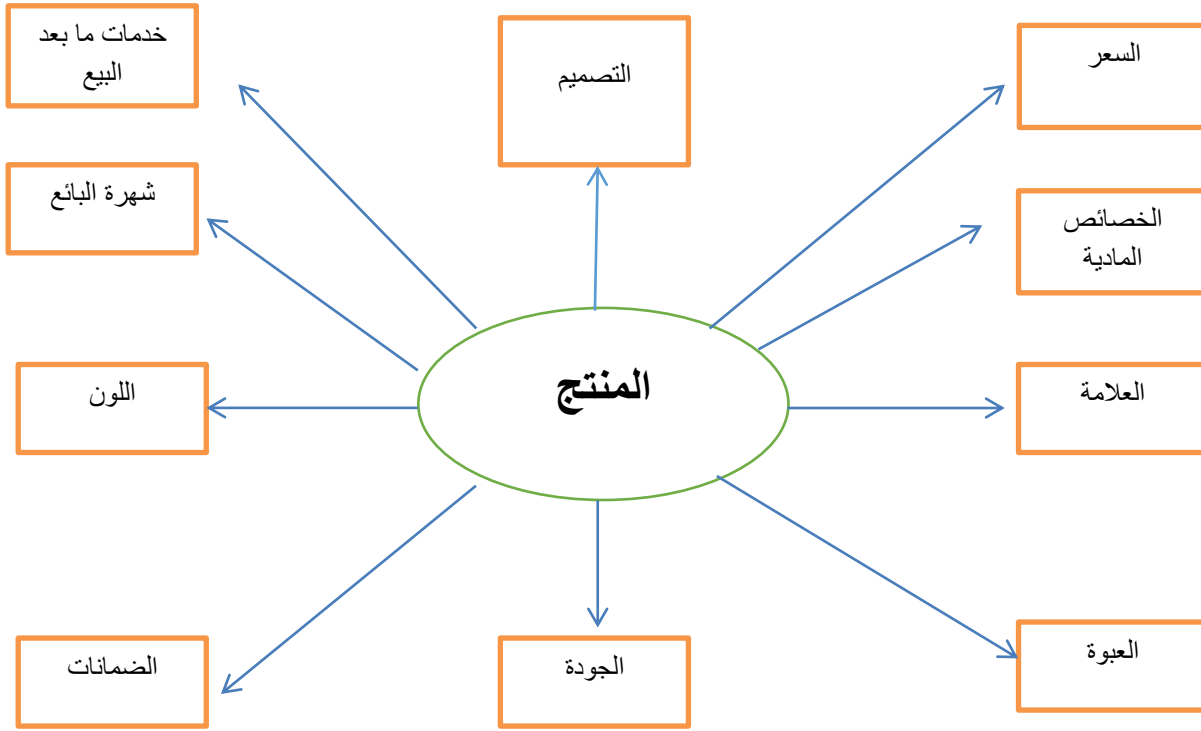 السعر
التصميم
خدمات ما بعد
البيع
الخصائص
المادية
شهرة البائع
المنتج
العلامة
اللون
العبوة
الجودة
الضمانات